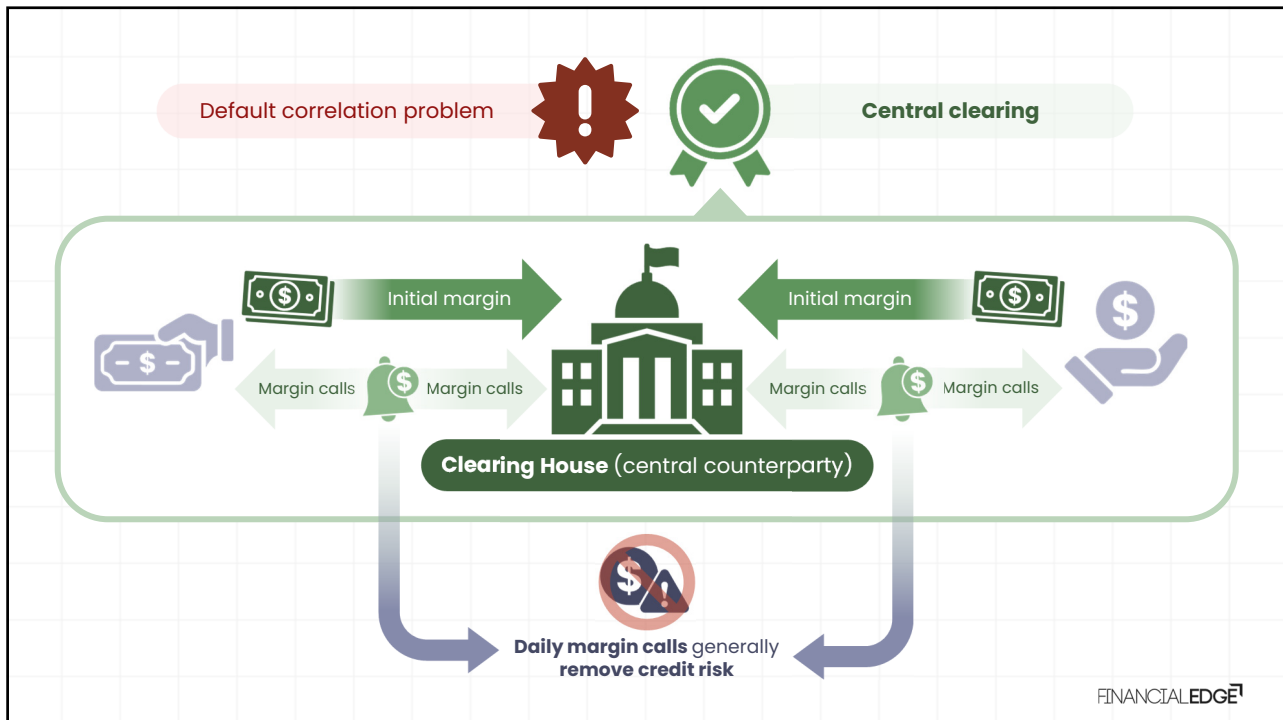 Default correlation problem
Central clearing
Initial margin
Initial margin
$
$
$
$
Margin calls
$
Margin calls
Margin calls
$
Margin calls
Clearing House (central counterparty)
$
Daily margin calls generally
remove credit risk
FINANCIALEDGE